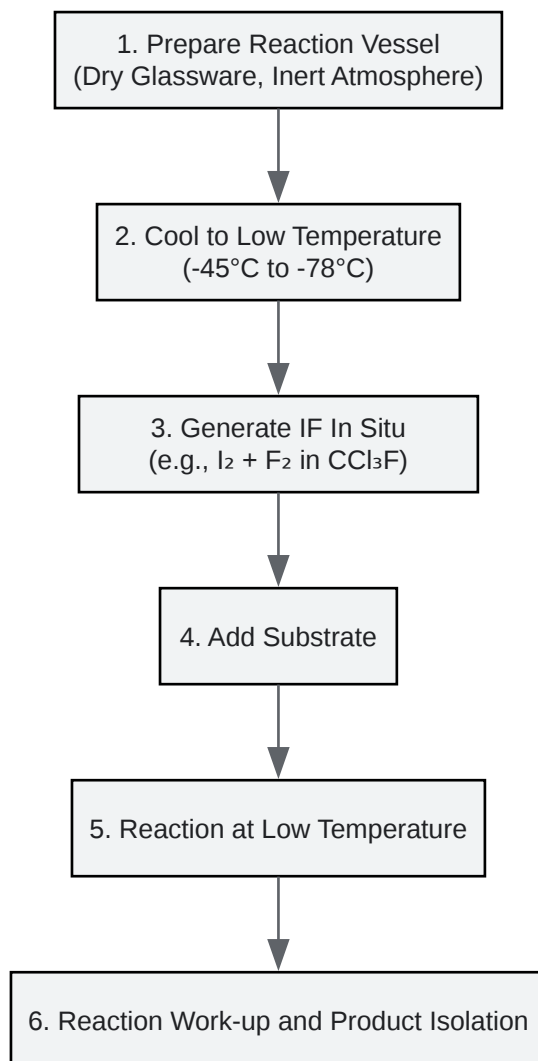 1. Prepare Reaction Vessel
(Dry Glassware, Inert Atmosphere)
2. Cool to Low Temperature
(-45°C to -78°C)
3. Generate IF In Situ
(e.g., I₂ + F₂ in CCl₃F)
4. Add Substrate
5. Reaction at Low Temperature
6. Reaction Work-up and Product Isolation